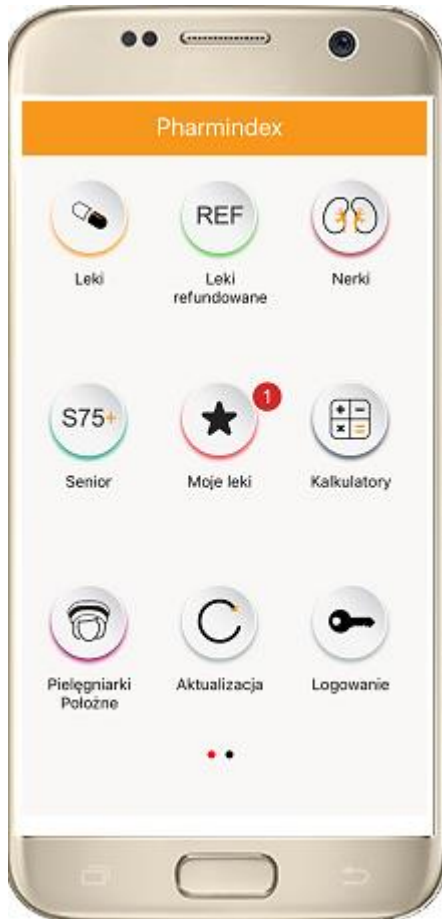 Pharmindex
REF
Leki
Leki
refundowane
Nerki
S75+
1
Senior
Moje leki
Kalkulatory
Pielęgniarki
Położne
Aktualizacja
Logowanie